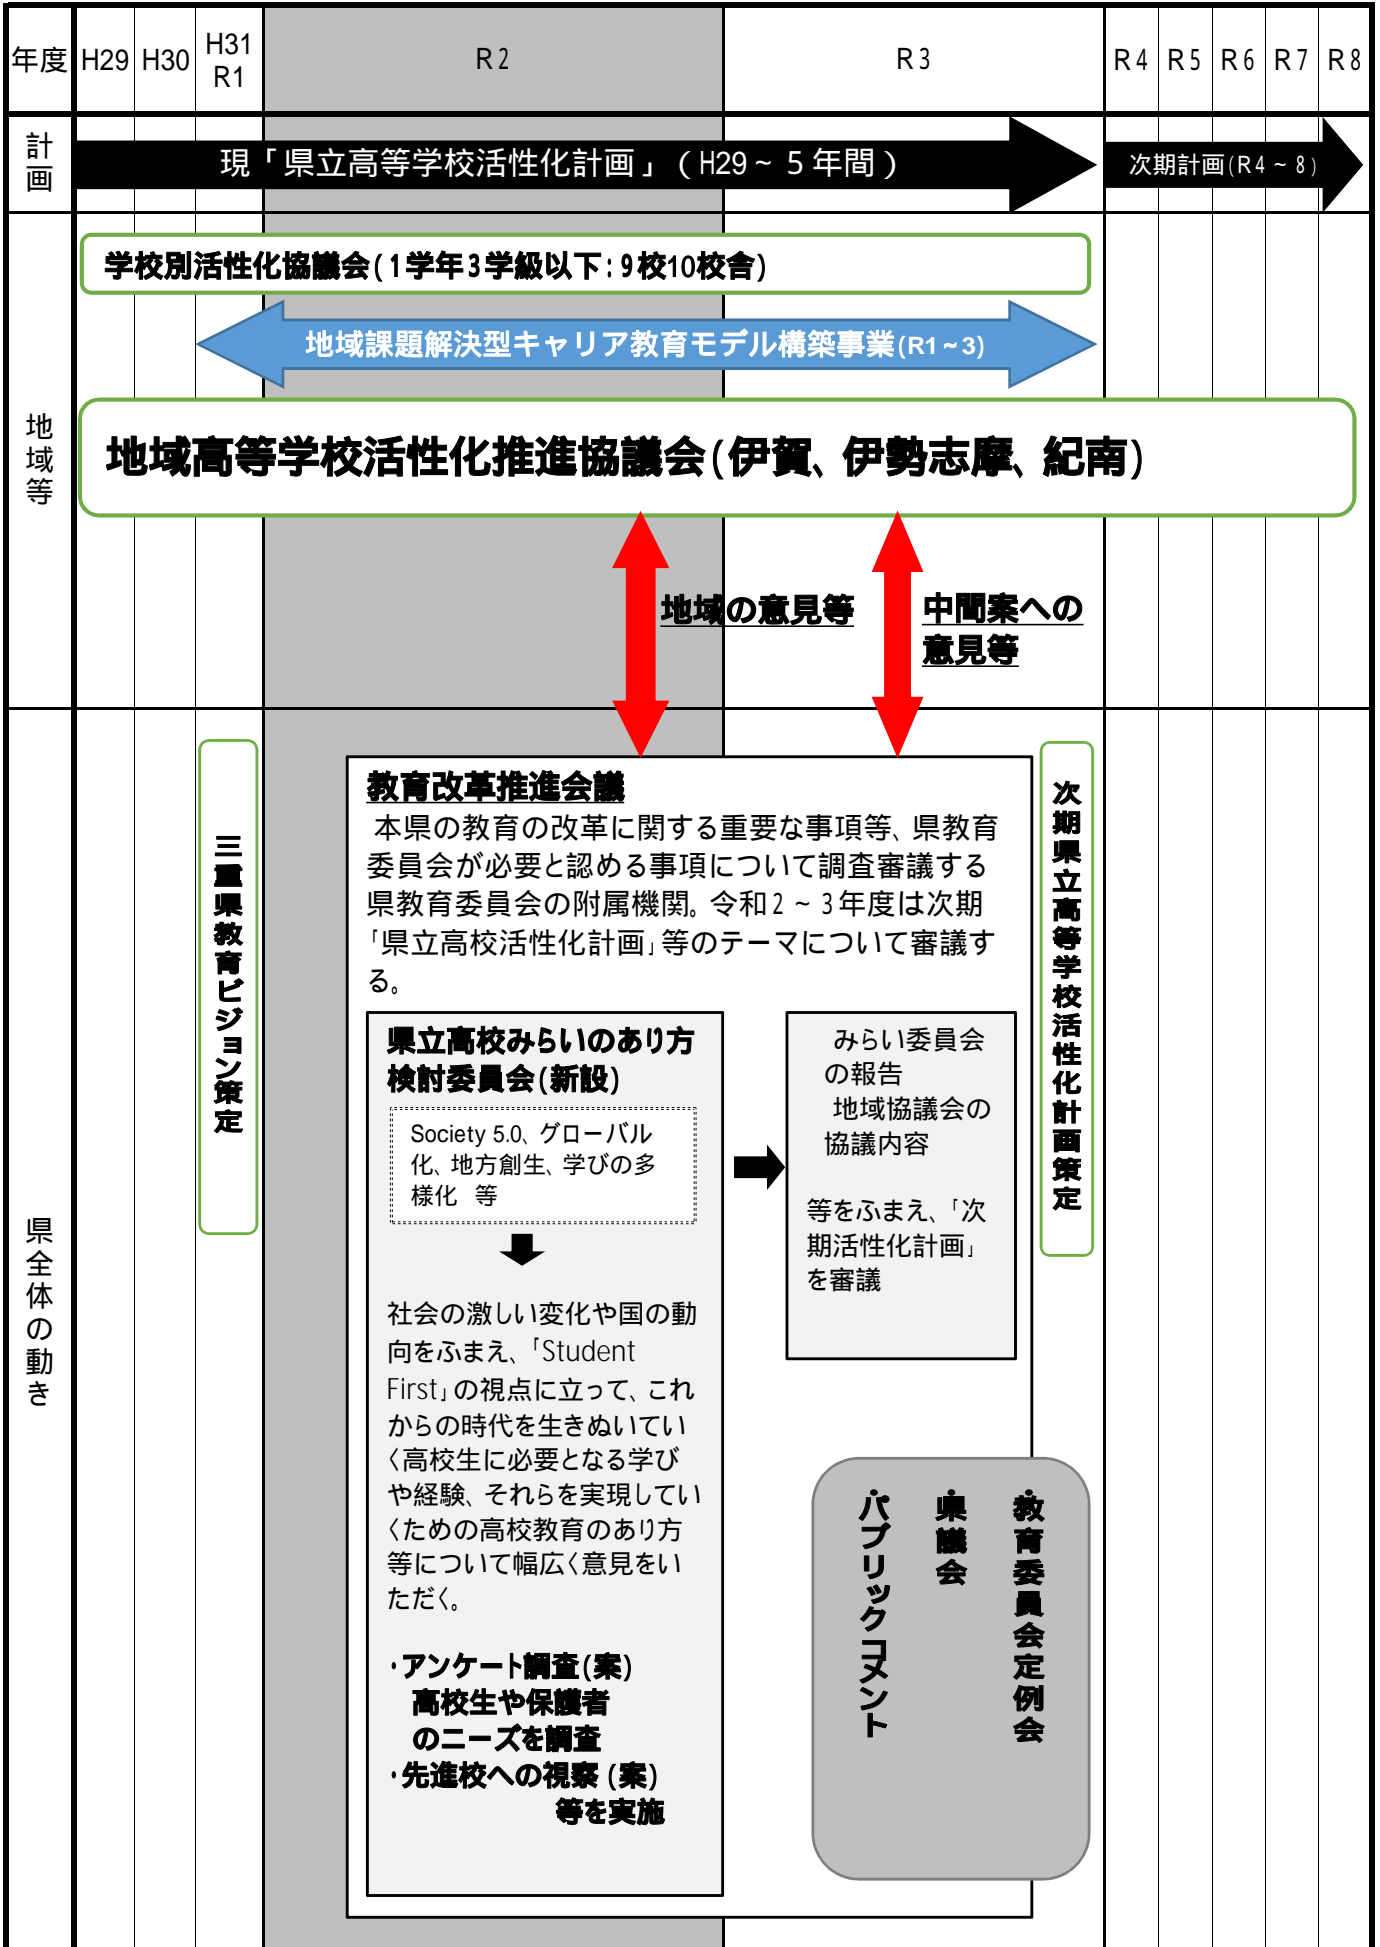 年度 H29 H30 H31 R1 R2 R3 R4 R5 R6 R7 R8
計画
現「県立高等学校活性化計画」（H29～５年間）
次期計画(R4～8)
地域等
学校別活性化協議会(1学年3学級以下:9校10校舎)
地域課題解決型キャリア教育モデル構築事業(R1~3)
地域高等学校活性化推進協議会(伊賀、伊勢志摩、紀南)
地域の意見等
中間案への
意見等
県全体の動き
三重県教育ビジョン策定
教育改革推進会議
本県の教育の改革に関する重要な事項等、県教育
委員会が必要と認める事項について調査審議する
県教育委員会の附属機関。令和2～3年度は次期
「県立高校活性化計画」等のテーマについて審議す
る。
県立高校みらいのあり方
検討委員会(新設)
Society 5.0、グローバル
化、地方創生、学びの多
様化　等
社会の激しい変化や国の動
向をふまえ、「Student
First」の視点に立って、これ
からの時代を生きぬいてい
く高校生に必要となる学び
や経験、それらを実現してい
くための高校教育のあり方
等について幅広く意見をい
ただく。
・アンケート調査(案)
高校生や保護者
のニーズを調査
・先進校への視察(案)
等を実施
みらい委員会
の報告
地域協議会の
協議内容
等をふまえ、「次
期活性化計画」
を審議
次期県立高等学校活性化計画策定
・教育委員会定例会
・県議会
・パブリックコメント